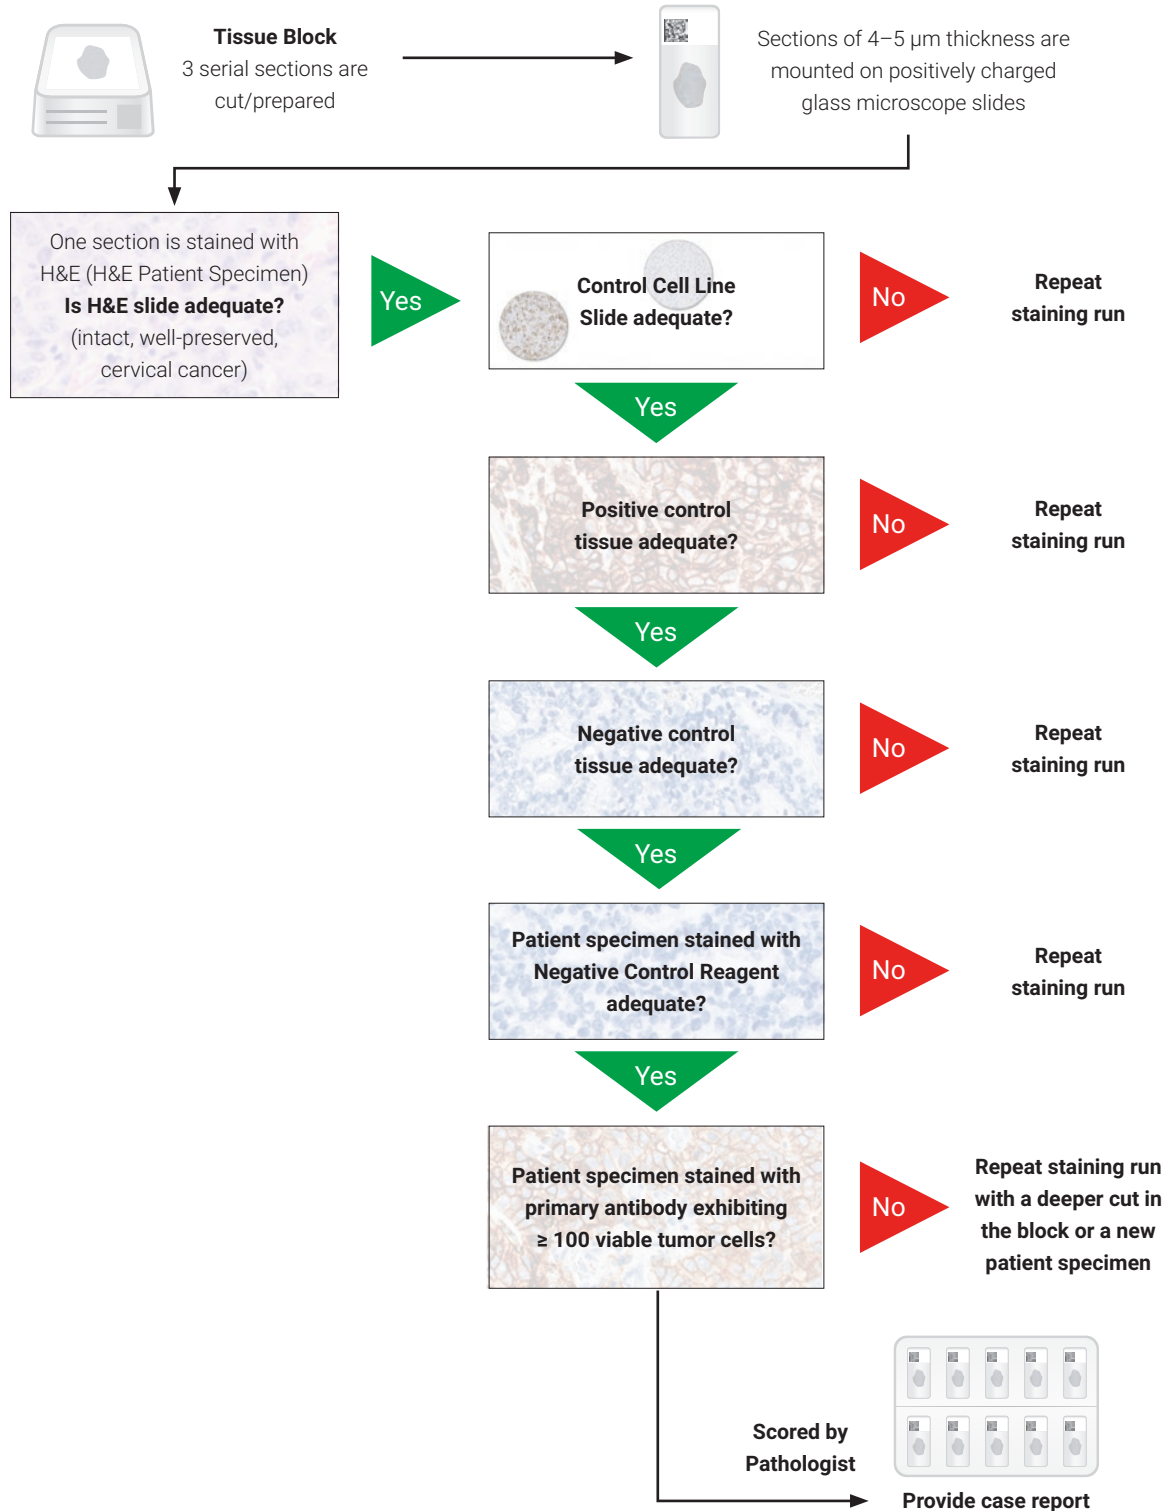 Tissue Block
3 serial sections are
cut/prepared
Sections of 4–5 µm thickness are
mounted on positively charged
glass microscope slides
One section is stained with
H&E (H&E Patient Specimen)
Is H&E slide adequate?
(intact, well-preserved,
cervical cancer)
Yes
Control Cell Line
Slide adequate?
No
Repeat
staining run
Yes
Positive control
tissue adequate?
No
Repeat
staining run
Yes
Negative control
tissue adequate?
No
Repeat
staining run
Yes
Patient specimen stained with
Negative Control Reagent
adequate?
No
Repeat
staining run
Yes
Patient specimen stained with
primary antibody exhibiting
≥ 100 viable tumor cells?
No
Repeat staining run
with a deeper cut in
the block or a new
patient specimen
Scored by
Pathologist
Provide case report